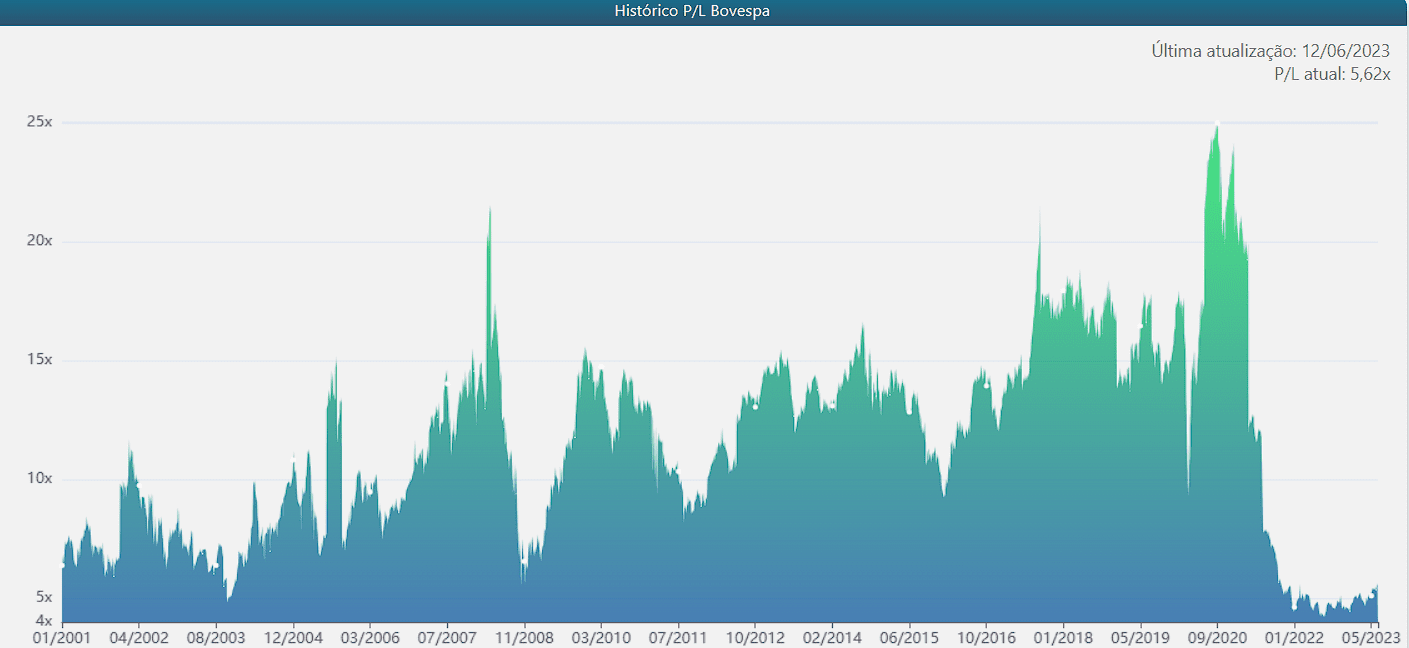 Histórico P/L Bovespa
Última atualização: 12/06/2023
P/L atual: 5,62x
25x
20x
15x
10x
5x
4x
01/2001 04/2002 08/2003 12/2004 03/2006 07/2007 11/2008 03/2010 07/2011 10/2012 02/2014 06/2015 10/2016 01/2018 05/2019 09/2020 01/2022 05/2023